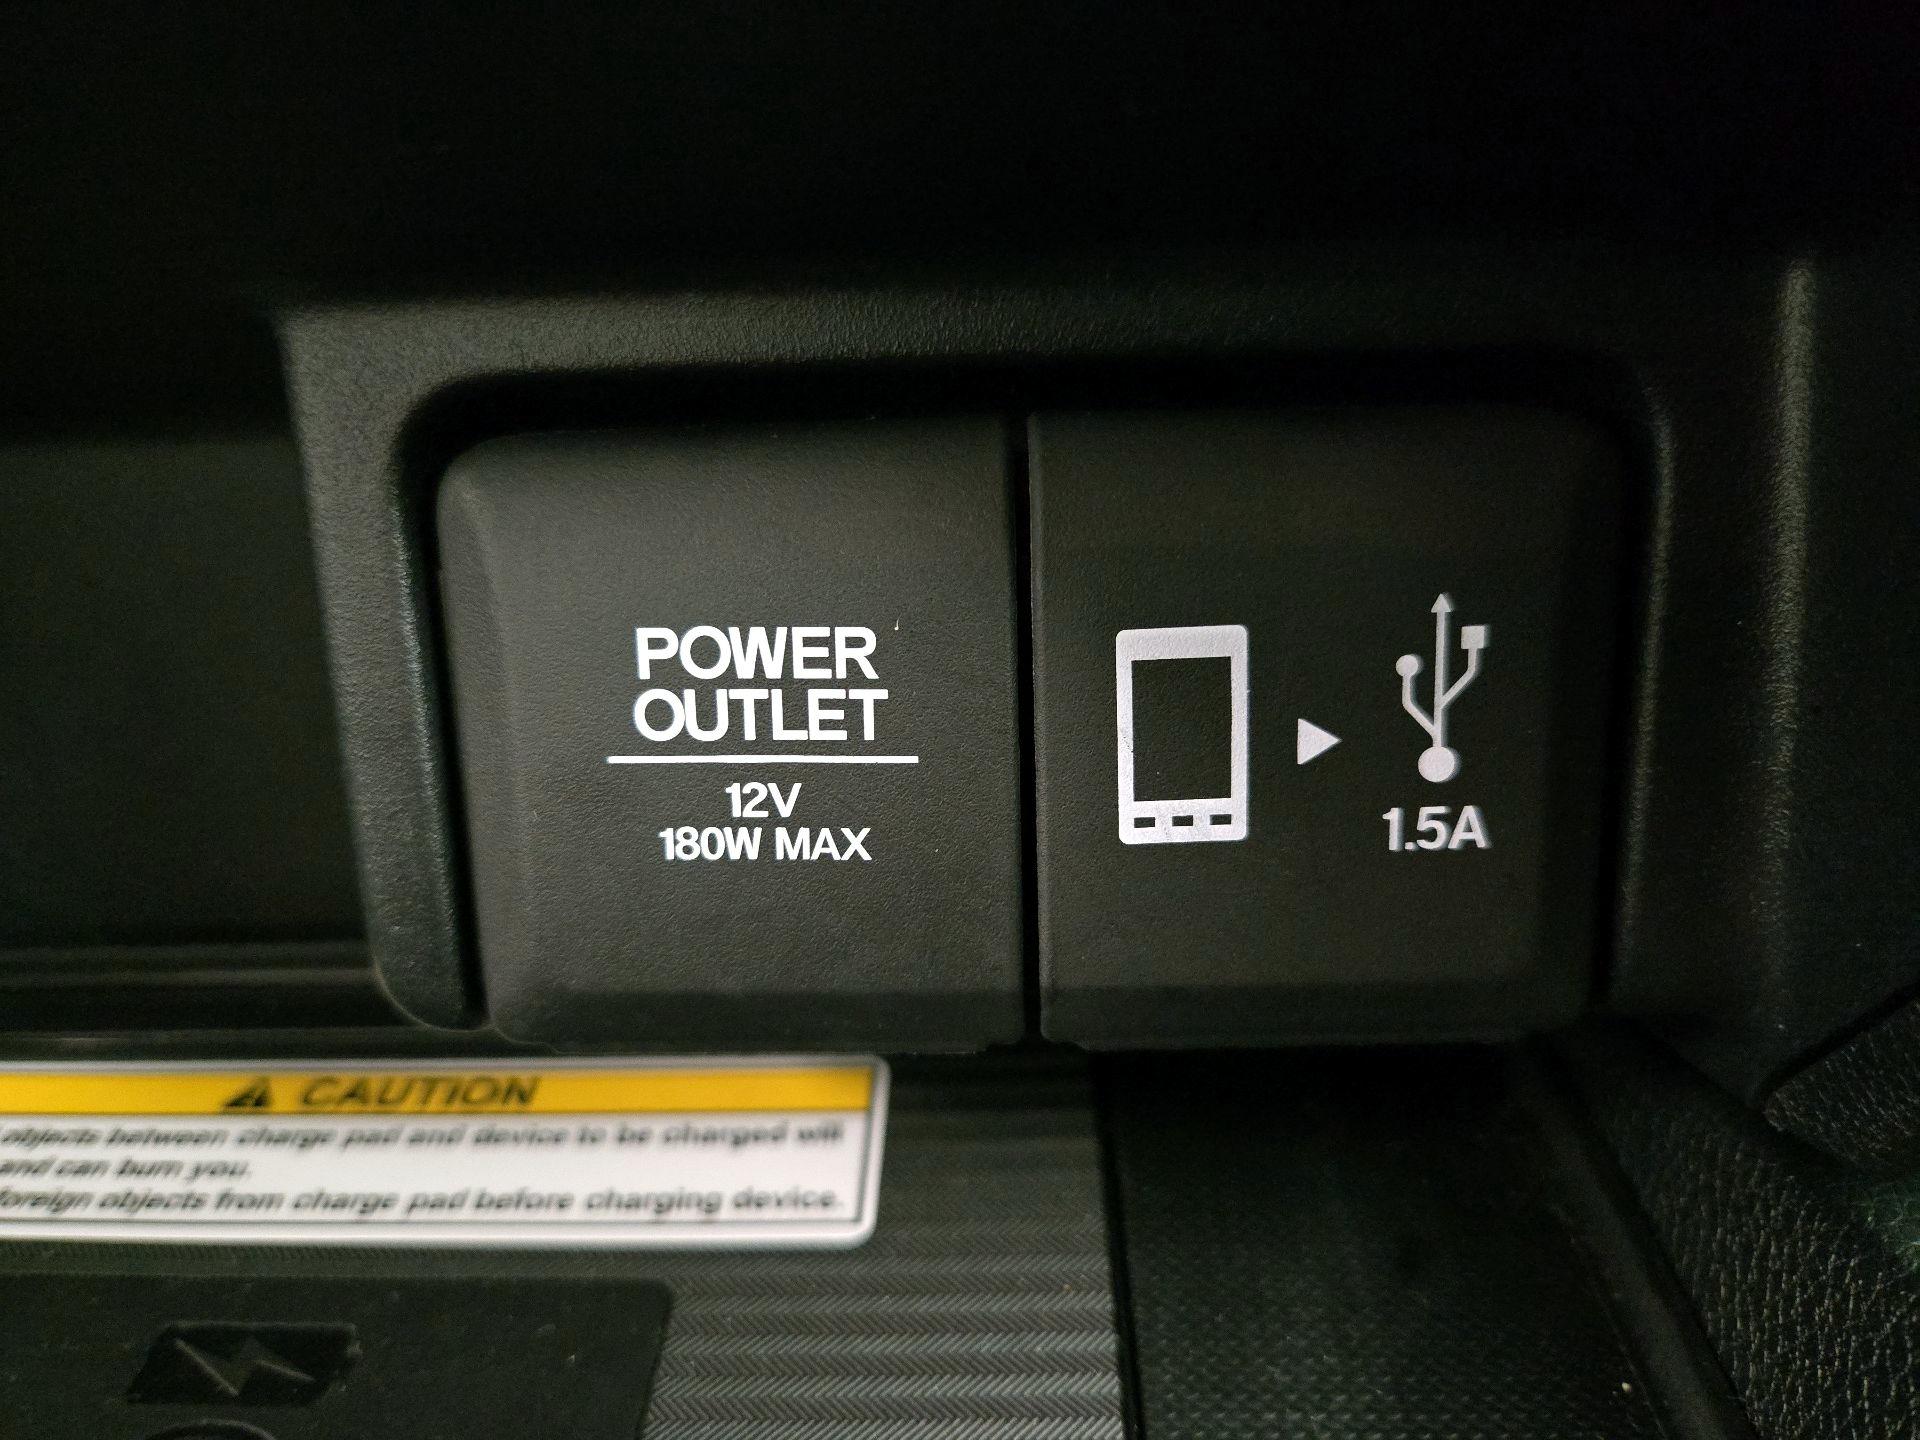 POWER
OUTLET
12V
180W MAX
1.5A
CAUTION
objects between charge pad and device to be charged will
and can burn you.
foreign objects from charge pad before charging device.